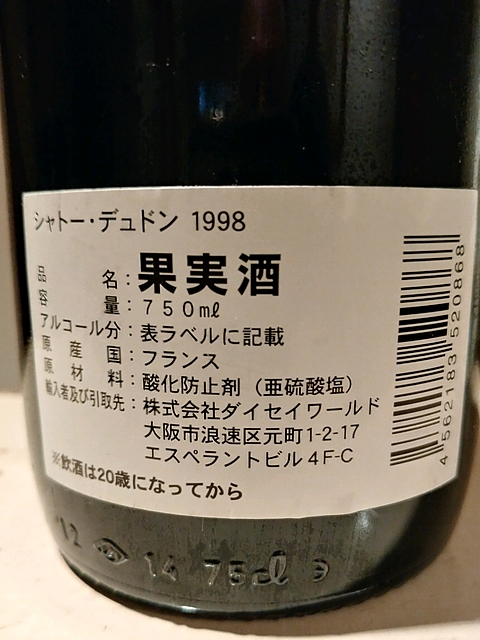 シャトー・デュドン 1998
品名：果実酒
容量：７５０㎖
アルコール分：表ラベルに記載
原産国：フランス
原材料：酸化防止剤（亜硫酸塩）
輸入者及び引取先：株式会社ダイセイワールド
大阪市浪速区元町1-2-17
エスペラントビル４F-C
※飲酒は20歳になってから
4 562183 520868
12 14 75cl